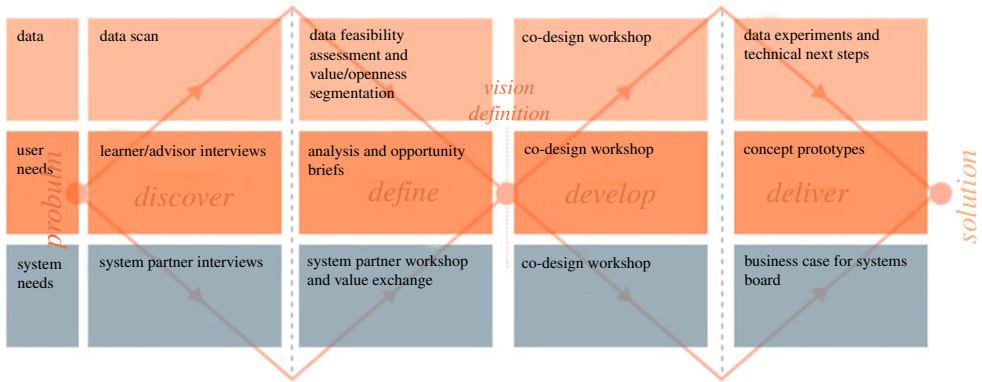 data
data scan
data feasibility
assessment and
value/openness
segmentation
co-design workshop
data experiments and
technical next steps
vision
definition
user
needs
learner/advisor interviews
analysis and opportunity
briefs
co-design workshop
concept prototypes
probulm
discover
define
develop
deliver
solution
system
needs
system partner interviews
system partner workshop
and value exchange
co-design workshop
business case for systems
board